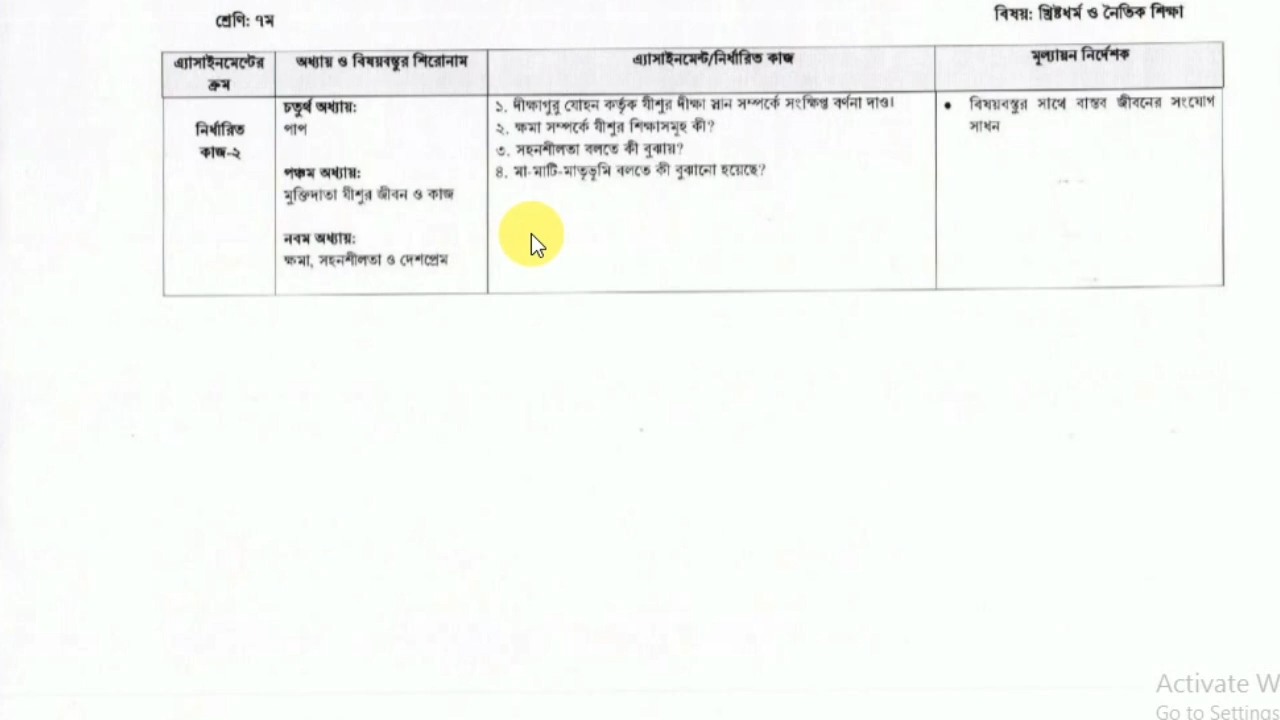 শ্রেণি: ৭ম
বিষয়: খ্রিষ্টধর্ম ও নৈতিক শিক্ষা
এ্যাসাইনমেন্টের
ক্রম
অধ্যায় ও বিষয়বস্তুর শিরোনাম
এ্যাসাইনমেন্ট/নির্ধারিত কাজ
মূল্যায়ন নির্দেশক
নির্ধারিত
কাজ-২
চতুর্থ অধ্যায়:
পাপ
পঞ্চম অধ্যায়:
মুক্তিদাতা যীশুর জীবন ও কাজ
নবম অধ্যায়:
ক্ষমা, সহনশীলতা ও দেশপ্রেম
১. দীক্ষাগুরু যোহন কর্তৃক যীশুর দীক্ষা স্নান সম্পর্কে সংক্ষিপ্ত বর্ণনা দাও।
২. ক্ষমা সম্পর্কে যীশুর শিক্ষাসমূহ কী?
৩. সহনশীলতা বলতে কী বুঝায়?
৪. মা-মাটি-মাতৃভূমি বলতে কী বুঝানো হয়েছে?
• বিষয়বস্তুর সাথে বাস্তব জীবনের সংযোগ
সাধন
Activate W
Go to Settings